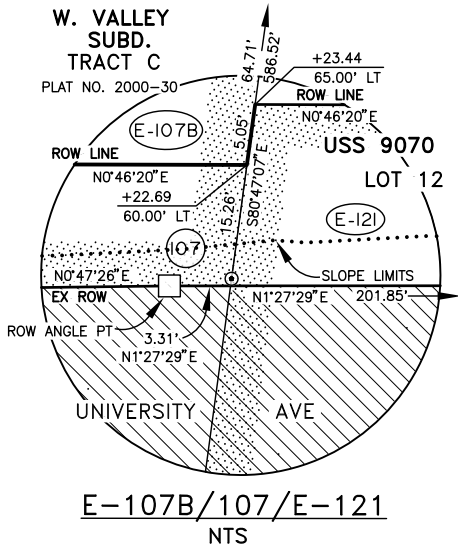 W. VALLEY
SUBD.
TRACT C
PLAT NO. 2000-30
64.71'
586.52'
+23.44
65.00' LT
ROW LINE
N0°46'20"E
E-107B
5.05'
USS 9070
LOT 12
ROW LINE
N0°46'20"E
+22.69
60.00' LT
15.26'
S80°47'07"E
E-121
107
N0°47'26"E
SLOPE LIMITS
EX ROW
N1°27'29"E
201.85'
ROW ANGLE PT
3.31'
N1°27'29"E
UNIVERSITY AVE
E-107B/107/E-121
NTS